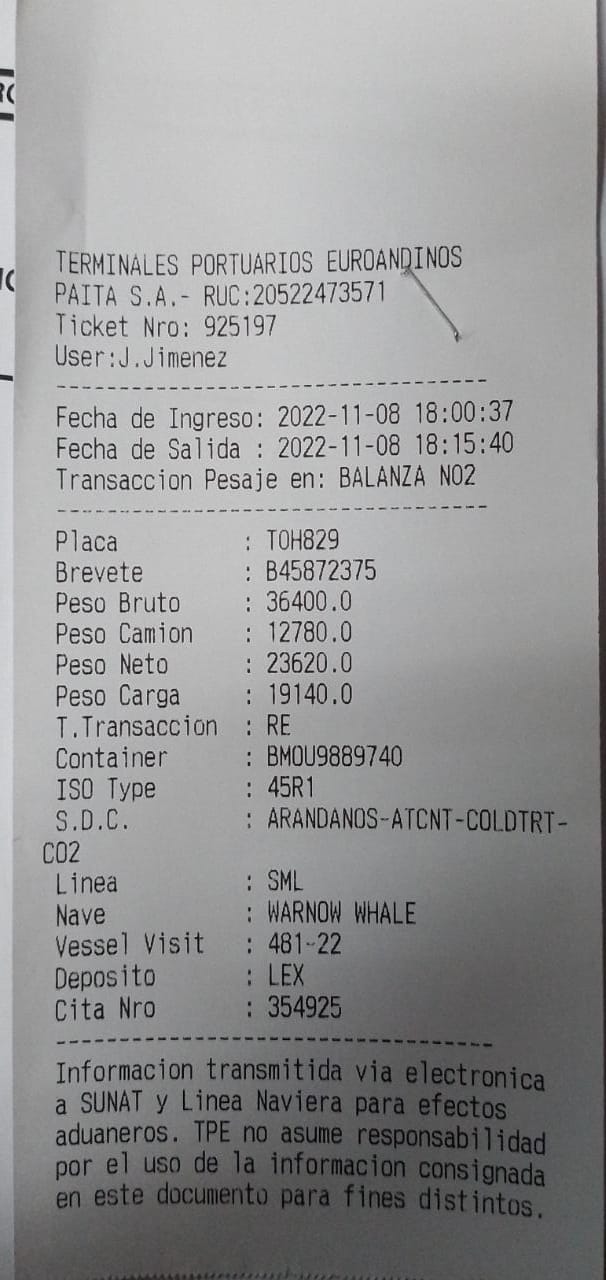 TERMINALES PORTUARIOS EUROANDINOS
PAITA S.A.- RUC:20522473571
Ticket Nro: 925197
User:J.Jimenez
-----------------------------------
Fecha de Ingreso: 2022-11-08 18:00:37
Fecha de Salida : 2022-11-08 18:15:40
Transaccion Pesaje en: BALANZA NO2
-----------------------------------
Placa : TOH829
Brevete : B45872375
Peso Bruto : 36400.0
Peso Camion : 12780.0
Peso Neto : 23620.0
Peso Carga : 19140.0
T.Transaccion : RE
Container : BMOU9889740
ISO Type : 45R1
S.D.C. : ARANDANOS-ATCNT-COLDTRT-
CO2
Linea : SML
Nave : WARNOW WHALE
Vessel Visit : 481-22
Deposito : LEX
Cita Nro : 354925
-----------------------------------
Informacion transmitida via electronica
a SUNAT y Linea Naviera para efectos
aduaneros. TPE no asume responsabilidad
por el uso de la informacion consignada
en este documento para fines distintos.